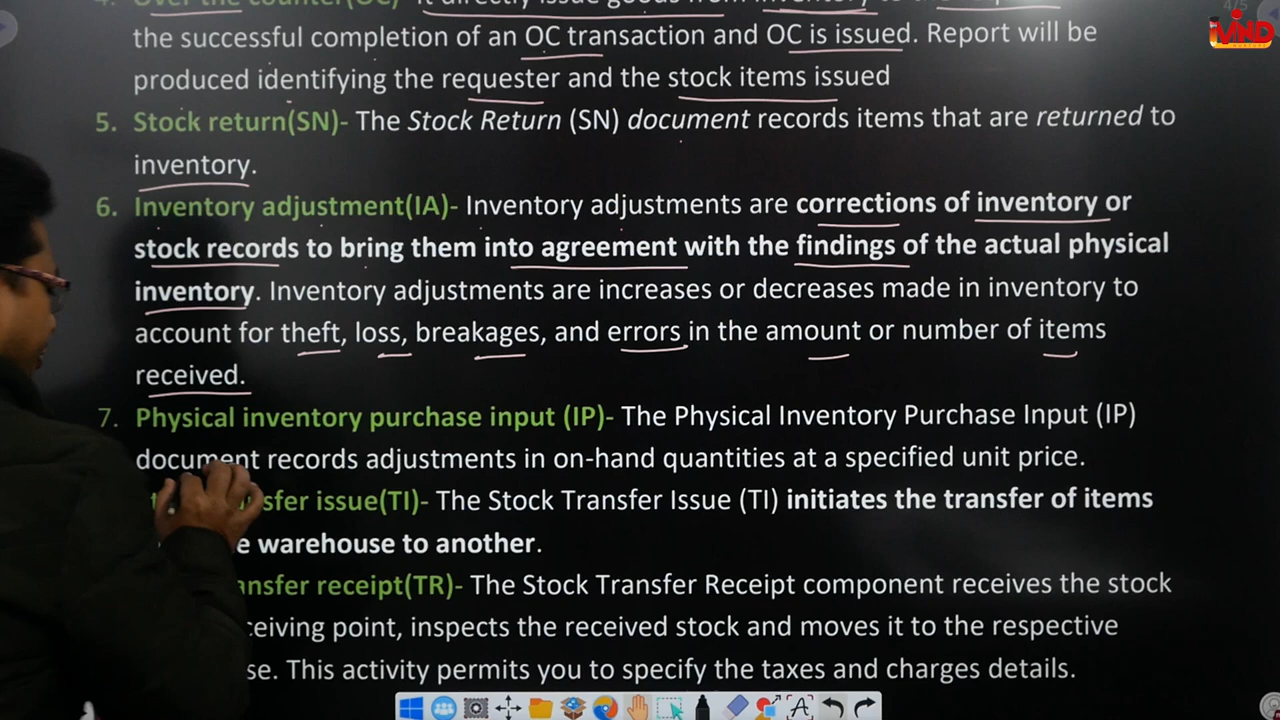 4. Over the counter(OC)- It directly issue goods from inventory to the
the successful completion of an OC transaction and OC is issued. Report will be
produced identifying the requester and the stock items issued
5. Stock return(SN)- The Stock Return (SN) document records items that are returned to
inventory.
6. Inventory adjustment(IA)- Inventory adjustments are corrections of inventory or
stock records to bring them into agreement with the findings of the actual physical
inventory. Inventory adjustments are increases or decreases made in inventory to
account for theft, loss, breakages, and errors in the amount or number of items
received.
7. Physical inventory purchase input (IP)- The Physical Inventory Purchase Input (IP)
document records adjustments in on-hand quantities at a specified unit price.
sfer issue(TI)- The Stock Transfer Issue (TI) initiates the transfer of items
e warehouse to another.
ansfer receipt(TR)- The Stock Transfer Receipt component receives the stock
ceiving point, inspects the received stock and moves it to the respective
se. This activity permits you to specify the taxes and charges details.
4/5
MIND